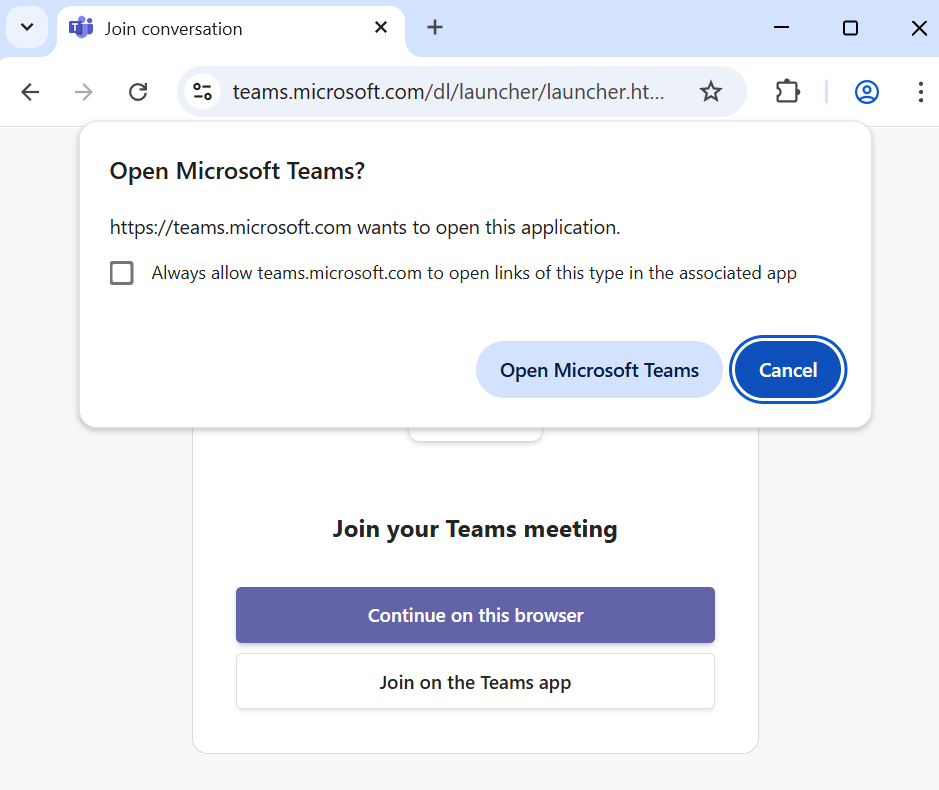 Join conversation
teams.microsoft.com/dl/launcher/launcher.ht...
Open Microsoft Teams?
https://teams.microsoft.com wants to open this application.
Always allow teams.microsoft.com to open links of this type in the associated app
Open Microsoft Teams
Cancel
Join your Teams meeting
Continue on this browser
Join on the Teams app